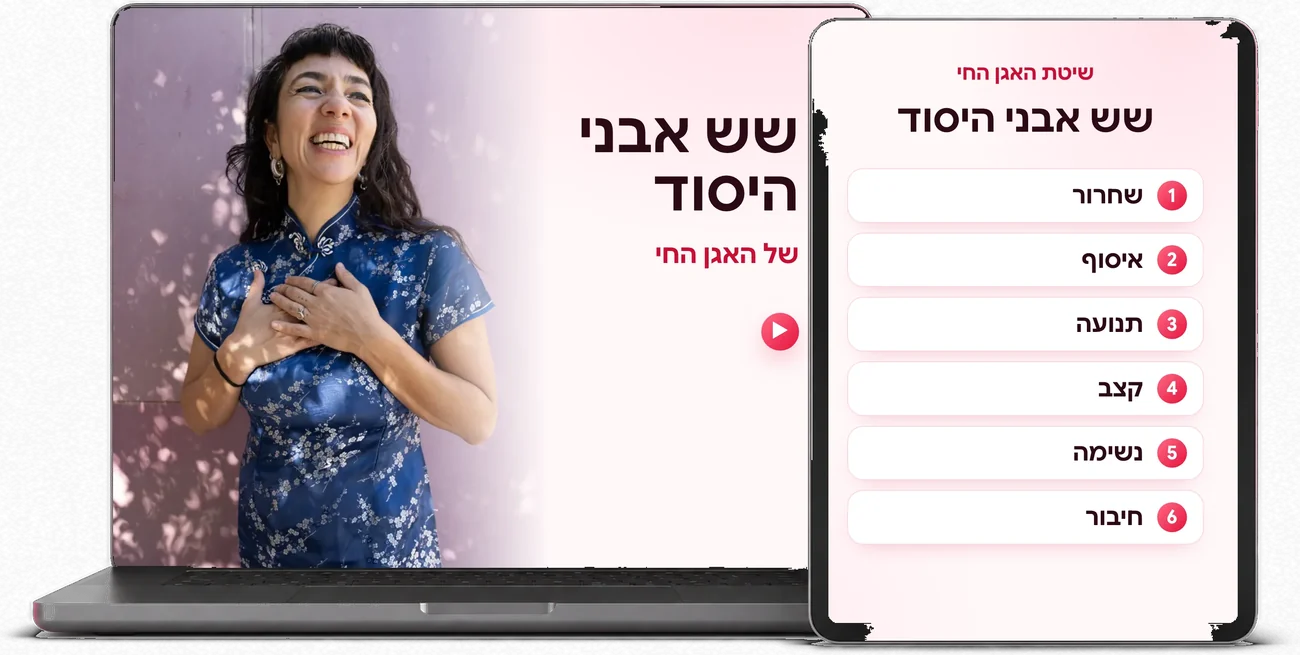 שש אבני
היסוד
של האגן החי
שיטת האגן החי
שש אבני היסוד
1 שחרור
2 איסוף
3 תנועה
4 קצב
5 נשימה
6 חיבור